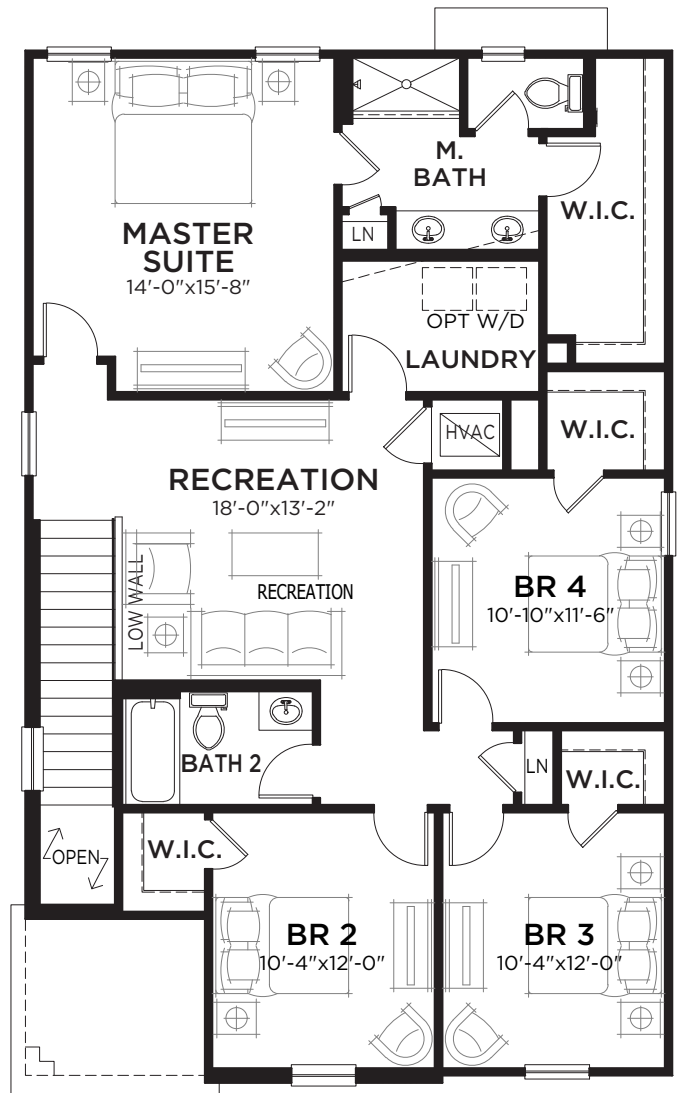 M.
BATH
W.I.C.
MASTER
SUITE
14'-0"x15'-8"
LN
OPT W/D
LAUNDRY
HVAC
W.I.C.
RECREATION
18'-0"x13'-2"
LOW WALL
RECREATION
BR 4
10'-10"x11'-6"
BATH 2
LN
W.I.C.
OPEN
W.I.C.
BR 2
10'-4"x12'-0"
BR 3
10'-4"x12'-0"